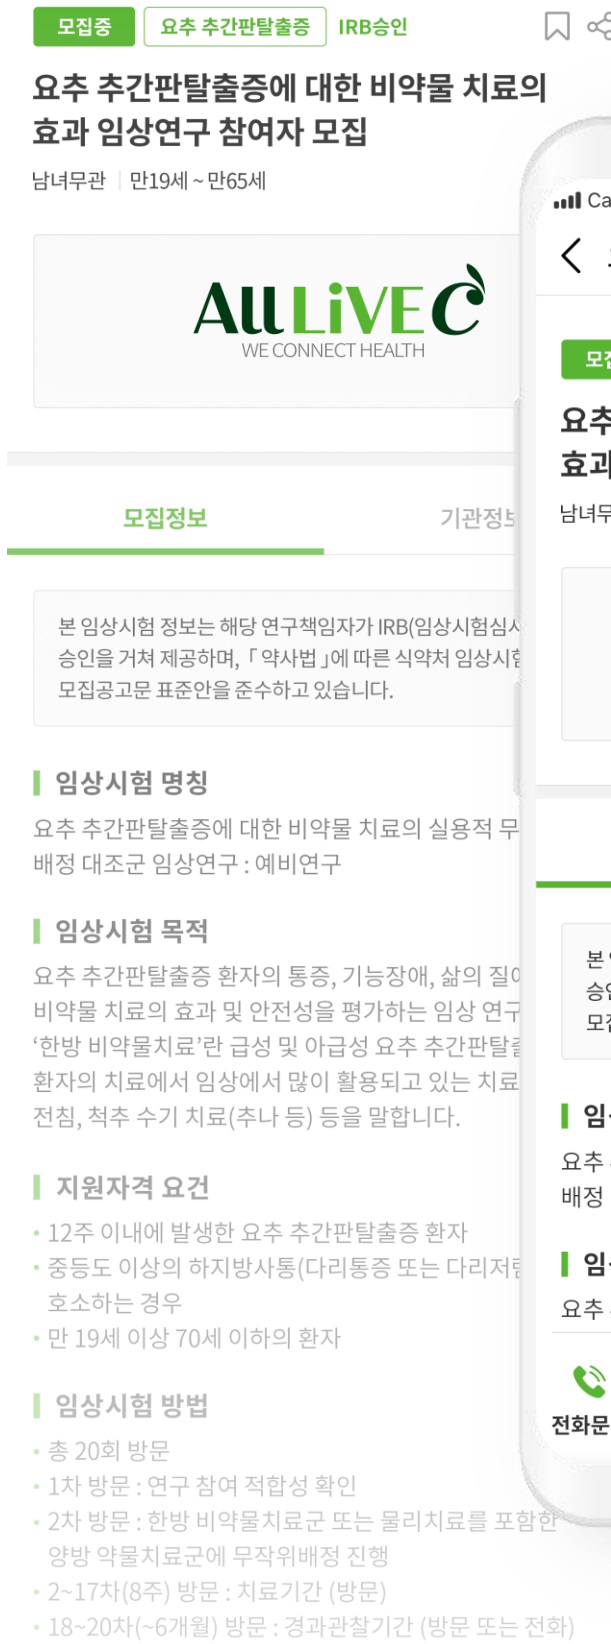 모집중
요추 추간판탈출증
IRB승인
요추 추간판탈출증에 대한 비약물 치료의
효과 임상연구 참여자 모집
남녀무관 만19세 ~ 만65세
All LiVE C
WE CONNECT HEALTH
모집정보
기관정보
본 임상시험 정보는 해당 연구책임자가 IRB(임상시험심사
승인을 거쳐 제공하며, 「 약사법 」에 따른 식약처 임상시험
모집공고문 표준안을 준수하고 있습니다.
임상시험 명칭
요추 추간판탈출증에 대한 비약물 치료의 실용적 무
배정 대조군 임상연구 : 예비연구
임상시험 목적
요추 추간판탈출증 환자의 통증, 기능장애, 삶의 질에
비약물 치료의 효과 및 안전성을 평가하는 임상 연구
‘한방 비약물치료’란 급성 및 아급성 요추 추간판탈출
환자의 치료에서 임상에서 많이 활용되고 있는 치료
전침, 척추 수기 치료(추나 등) 등을 말합니다.
지원자격 요건
• 12주 이내에 발생한 요추 추간판탈출증 환자
• 중등도 이상의 하지방사통(다리통증 또는 다리저림
호소하는 경우
• 만 19세 이상 70세 이하의 환자
임상시험 방법
• 총 20회 방문
• 1차 방문 : 연구 참여 적합성 확인
• 2차 방문 : 한방 비약물치료군 또는 물리치료를 포함한
양방 약물치료군에 무작위배정 진행
• 2~17차(8주) 방문 : 치료기간 (방문)
• 18~20차(~6개월) 방문 : 경과관찰기간 (방문 또는 전화)
Ca
모집
요추
효과
남녀무
본
승인
모집
임상
요추
배정
임상
요추
전화문